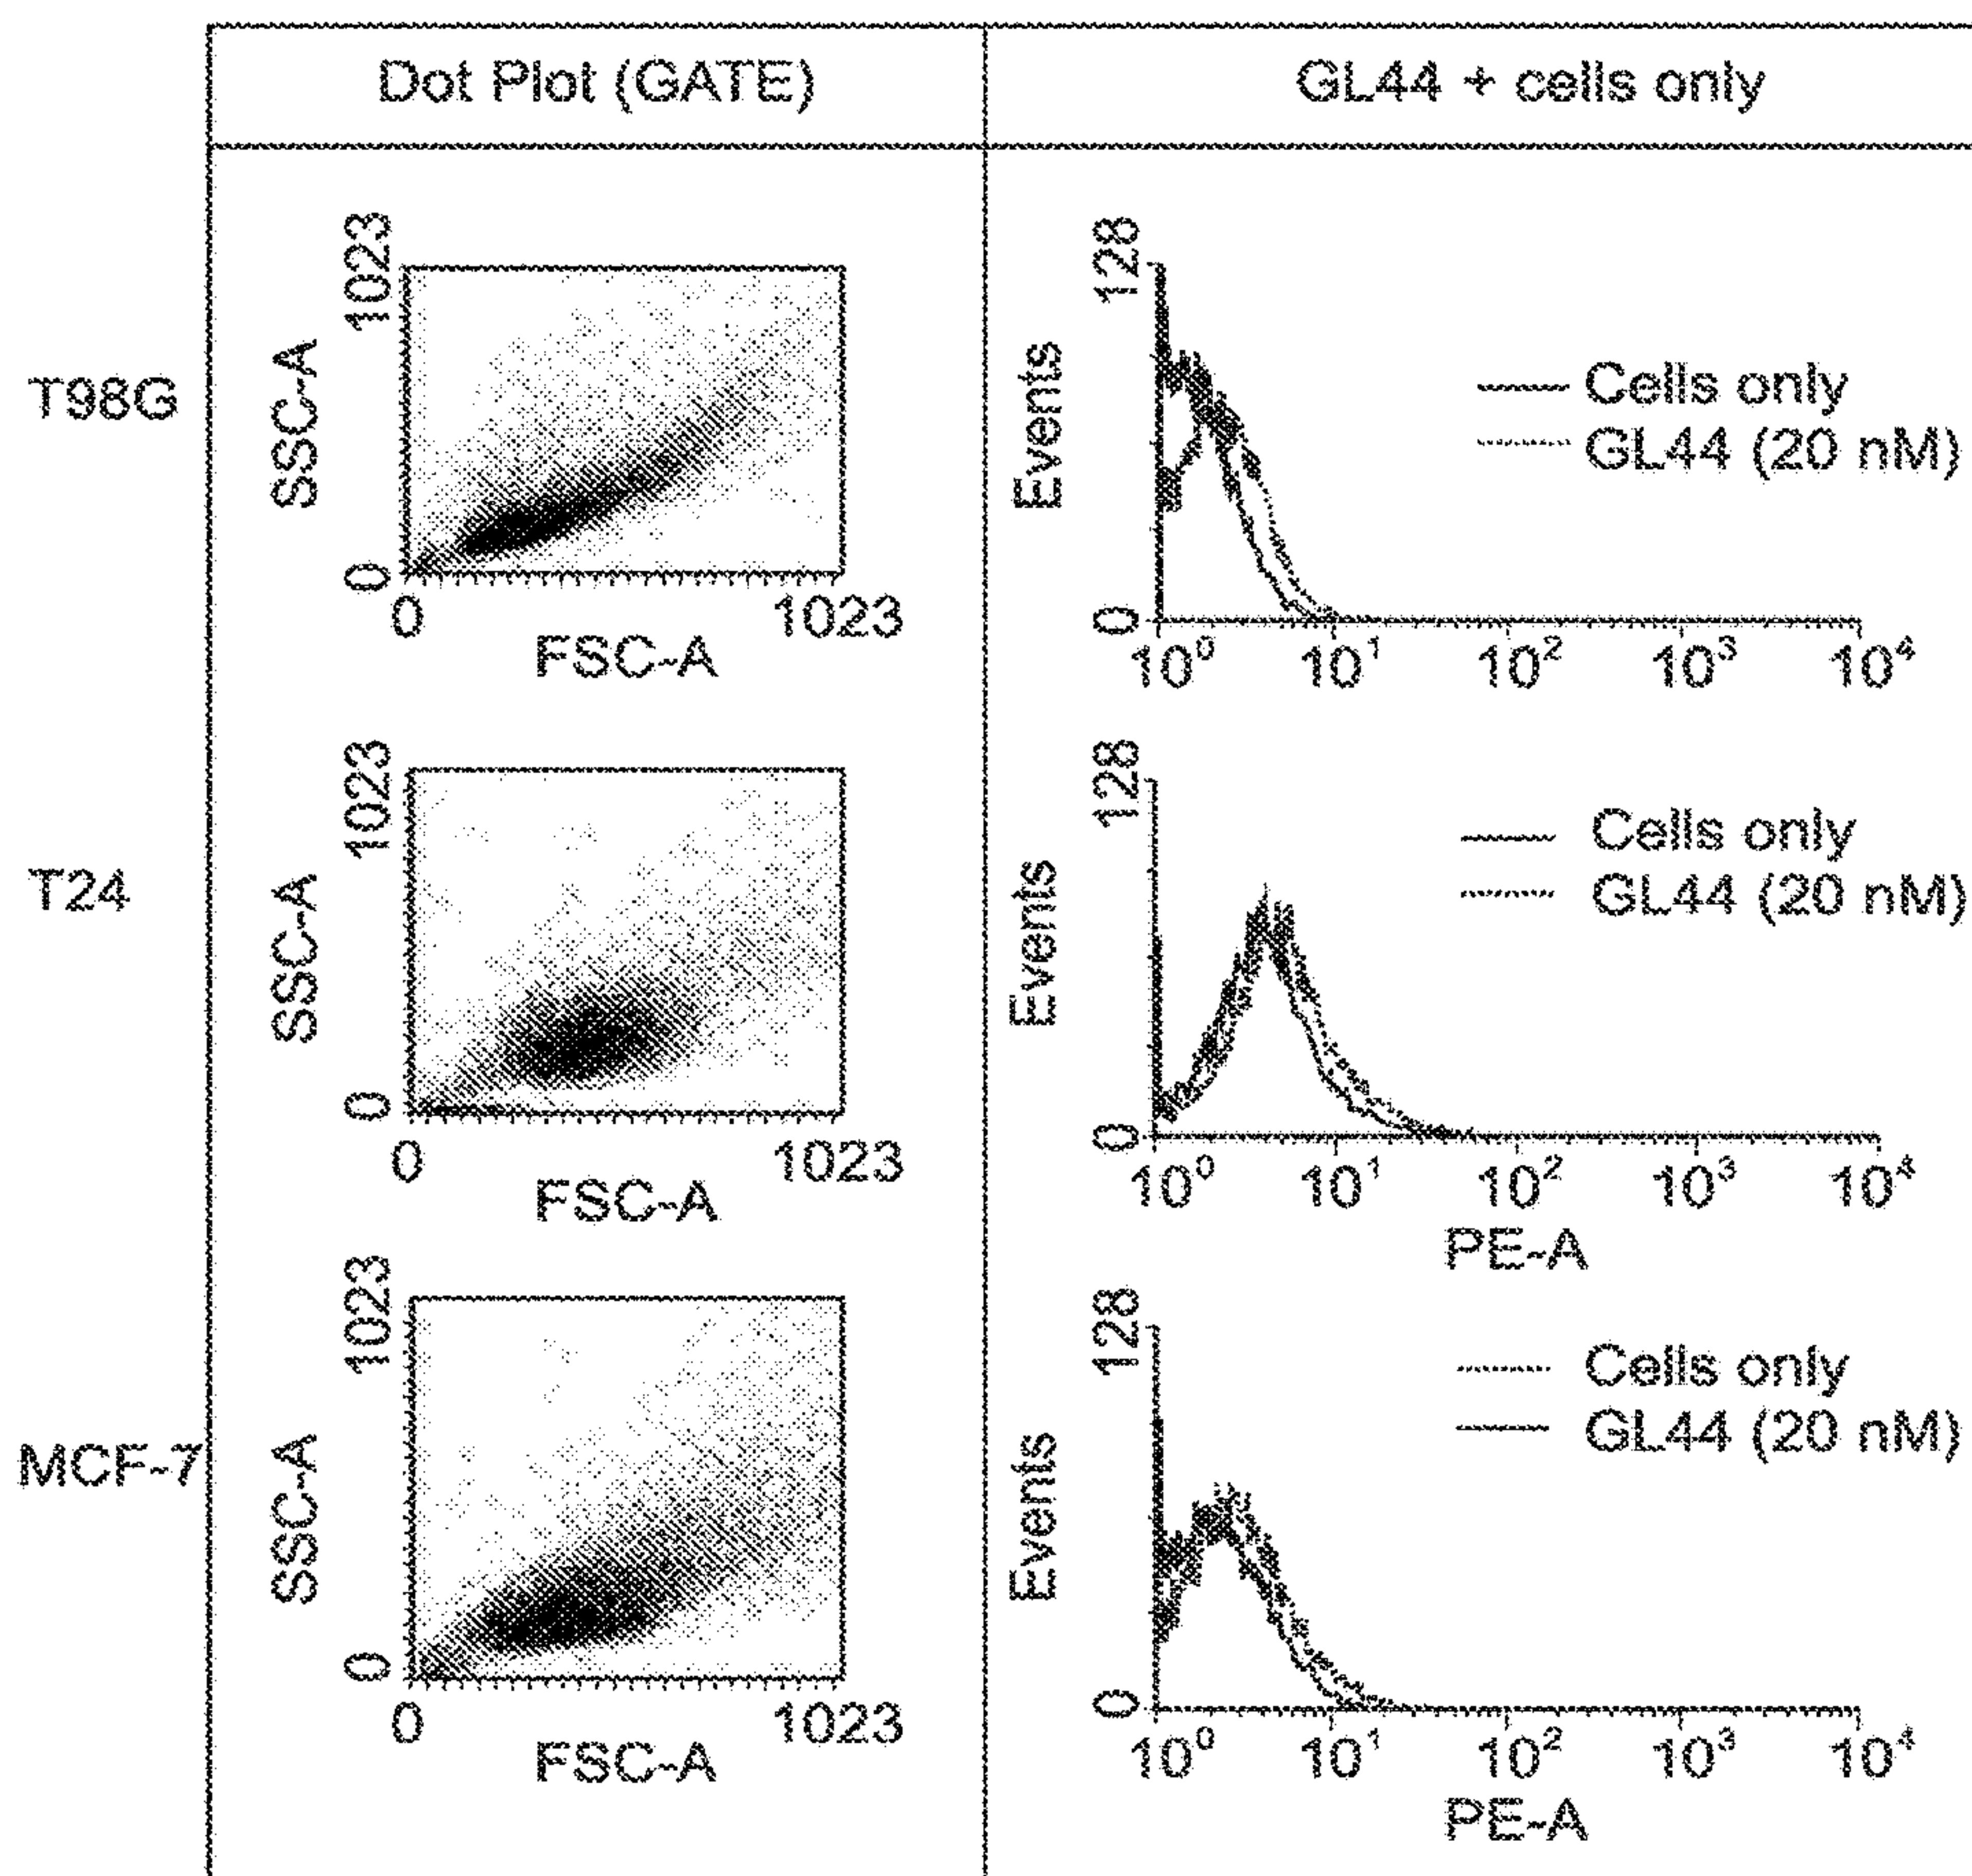 Dot Plot (GATE)
GL44 + cells only
T98G
1023
SSC-A
0
0
1023
FSC-A
128
Events
0
Cells only
GL44 (20 nM)
10⁰ 10¹ 10² 10³ 10⁴
T24
1023
SSC-A
0
0
1023
FSC-A
128
Events
0
Cells only
GL44 (20 nM)
10⁰ 10¹ 10² 10³ 10⁴
PE-A
MCF-7
1023
SSC-A
0
0
1023
FSC-A
128
Events
0
Cells only
GL44 (20 nM)
10⁰ 10¹ 10² 10³ 10⁴
PE-A